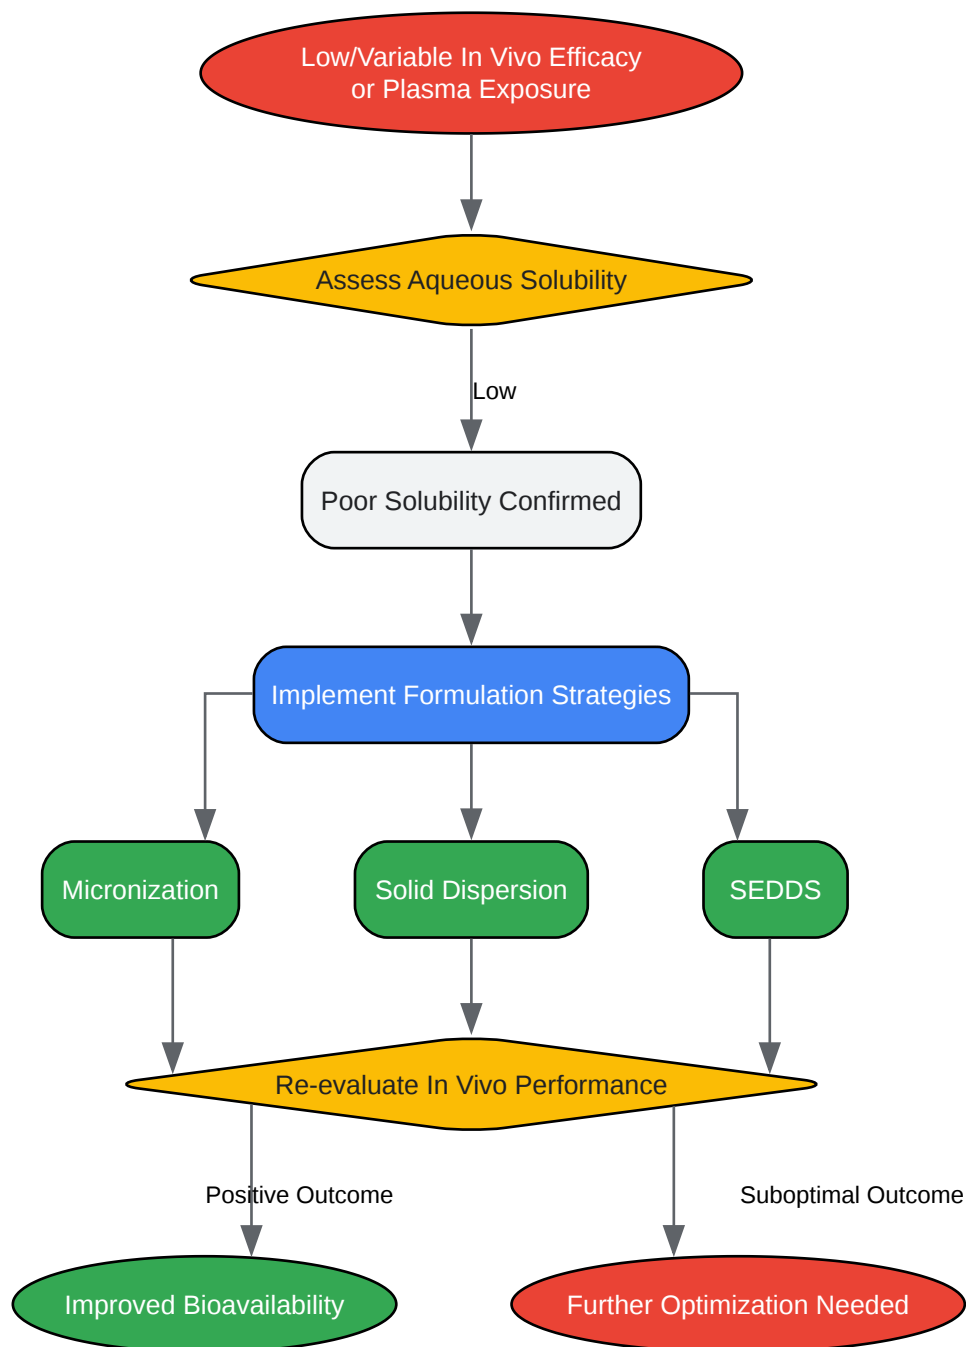 Low/Variable In Vivo Efficacy
or Plasma Exposure
Assess Aqueous Solubility
Low
Poor Solubility Confirmed
Implement Formulation Strategies
Micronization
Solid Dispersion
SEDDS
Re-evaluate In Vivo Performance
Positive Outcome
Suboptimal Outcome
Improved Bioavailability
Further Optimization Needed